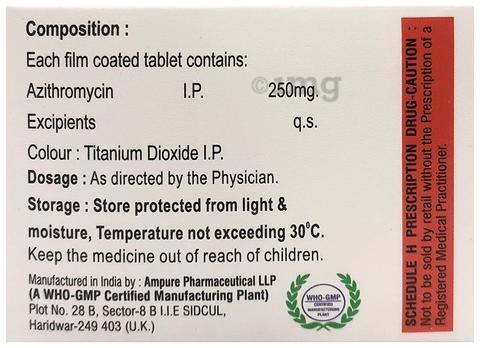 Composition :
Each film coated tablet contains:
Azithromycin I.P. 250mg.
Excipients q.s.
Colour : Titanium Dioxide I.P.
Dosage : As directed by the Physician.
Storage : Store protected from light &
moisture, Temperature not exceeding 30°C.
Keep the medicine out of reach of children.
Manufactured in India by : Ampure Pharmaceutical LLP
(A WHO-GMP Certified Manufacturing Plant)
Plot No. 28 B, Sector-8 B I.I.E SIDCUL,
Haridwar-249 403 (U.K.)
WHO-GMP
CERTIFIED
MANUFACTURING
PLANT
SCHEDULE H PRESCRIPTION DRUG-CAUTION :
Not to be sold by retail without the Prescription of a
Registered Medical Practitioner.
1mg